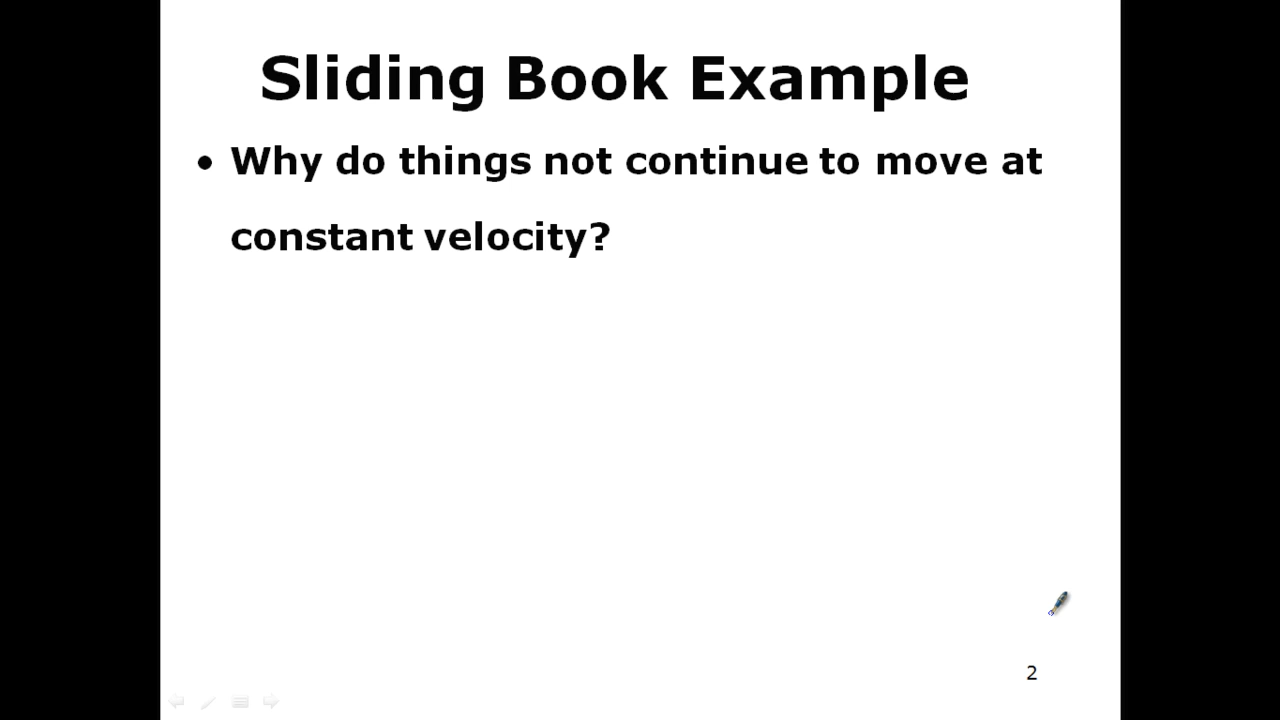 Sliding Book Example
• Why do things not continue to move at
constant velocity?
2